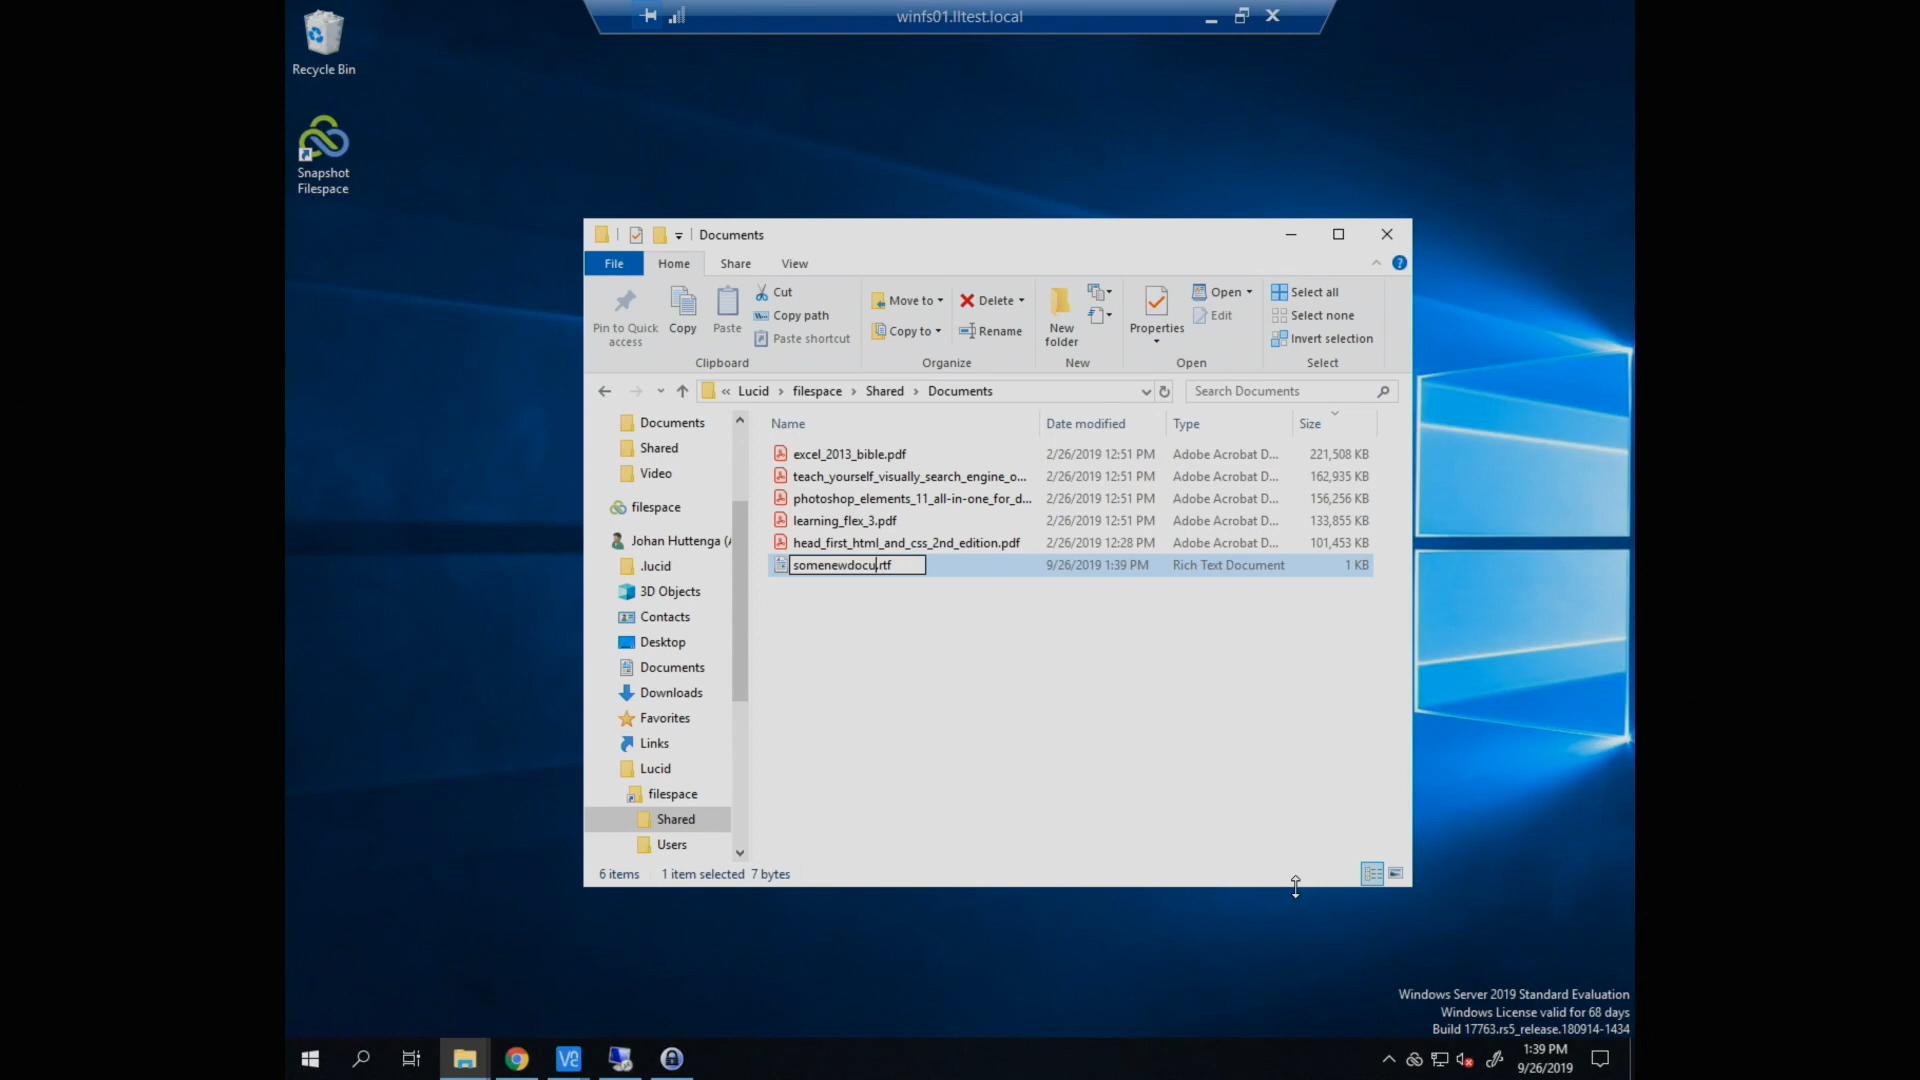 winfs01.lltest.local
Recycle Bin
Snapshot
Filespace
Documents
File Home Share View
Pin to Quick access
Copy
Paste
Cut
Copy path
Paste shortcut
Clipboard
Move to
Copy to
Delete
Rename
Organize
New folder
New
Properties
Open
Edit
Open
Select all
Select none
Invert selection
Select
« Lucid › filespace › Shared › Documents
Search Documents
Documents
Shared
Video
filespace
Johan Huttenga (A
.lucid
3D Objects
Contacts
Desktop
Documents
Downloads
Favorites
Links
Lucid
filespace
Shared
Users
Name Date modified Type Size
excel_2013_bible.pdf 2/26/2019 12:51 PM Adobe Acrobat D... 221,508 KB
teach_yourself_visually_search_engine_o... 2/26/2019 12:51 PM Adobe Acrobat D... 162,935 KB
photoshop_elements_11_all-in-one_for_d... 2/26/2019 12:51 PM Adobe Acrobat D... 156,256 KB
learning_flex_3.pdf 2/26/2019 12:51 PM Adobe Acrobat D... 133,855 KB
head_first_html_and_css_2nd_edition.pdf 2/26/2019 12:28 PM Adobe Acrobat D... 101,453 KB
somenewdocu.rtf 9/26/2019 1:39 PM Rich Text Document 1 KB
6 items 1 item selected 7 bytes
Windows Server 2019 Standard Evaluation
Windows License valid for 68 days
Build 17763.rs5_release.180914-1434
1:39 PM
9/26/2019